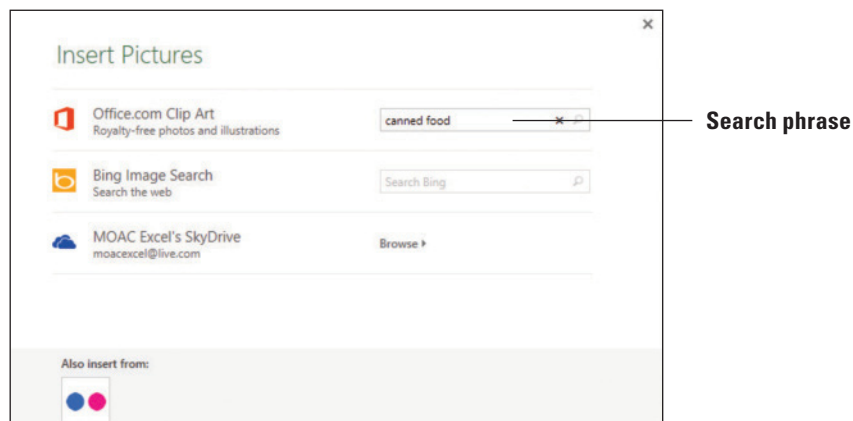 Insert Pictures
Office.com Clip Art
Royalty-free photos and illustrations
canned food
Search phrase
Bing Image Search
Search the web
Search Bing
MOAC Excel's SkyDrive
moacexcel@live.com
Browse
Also insert from: